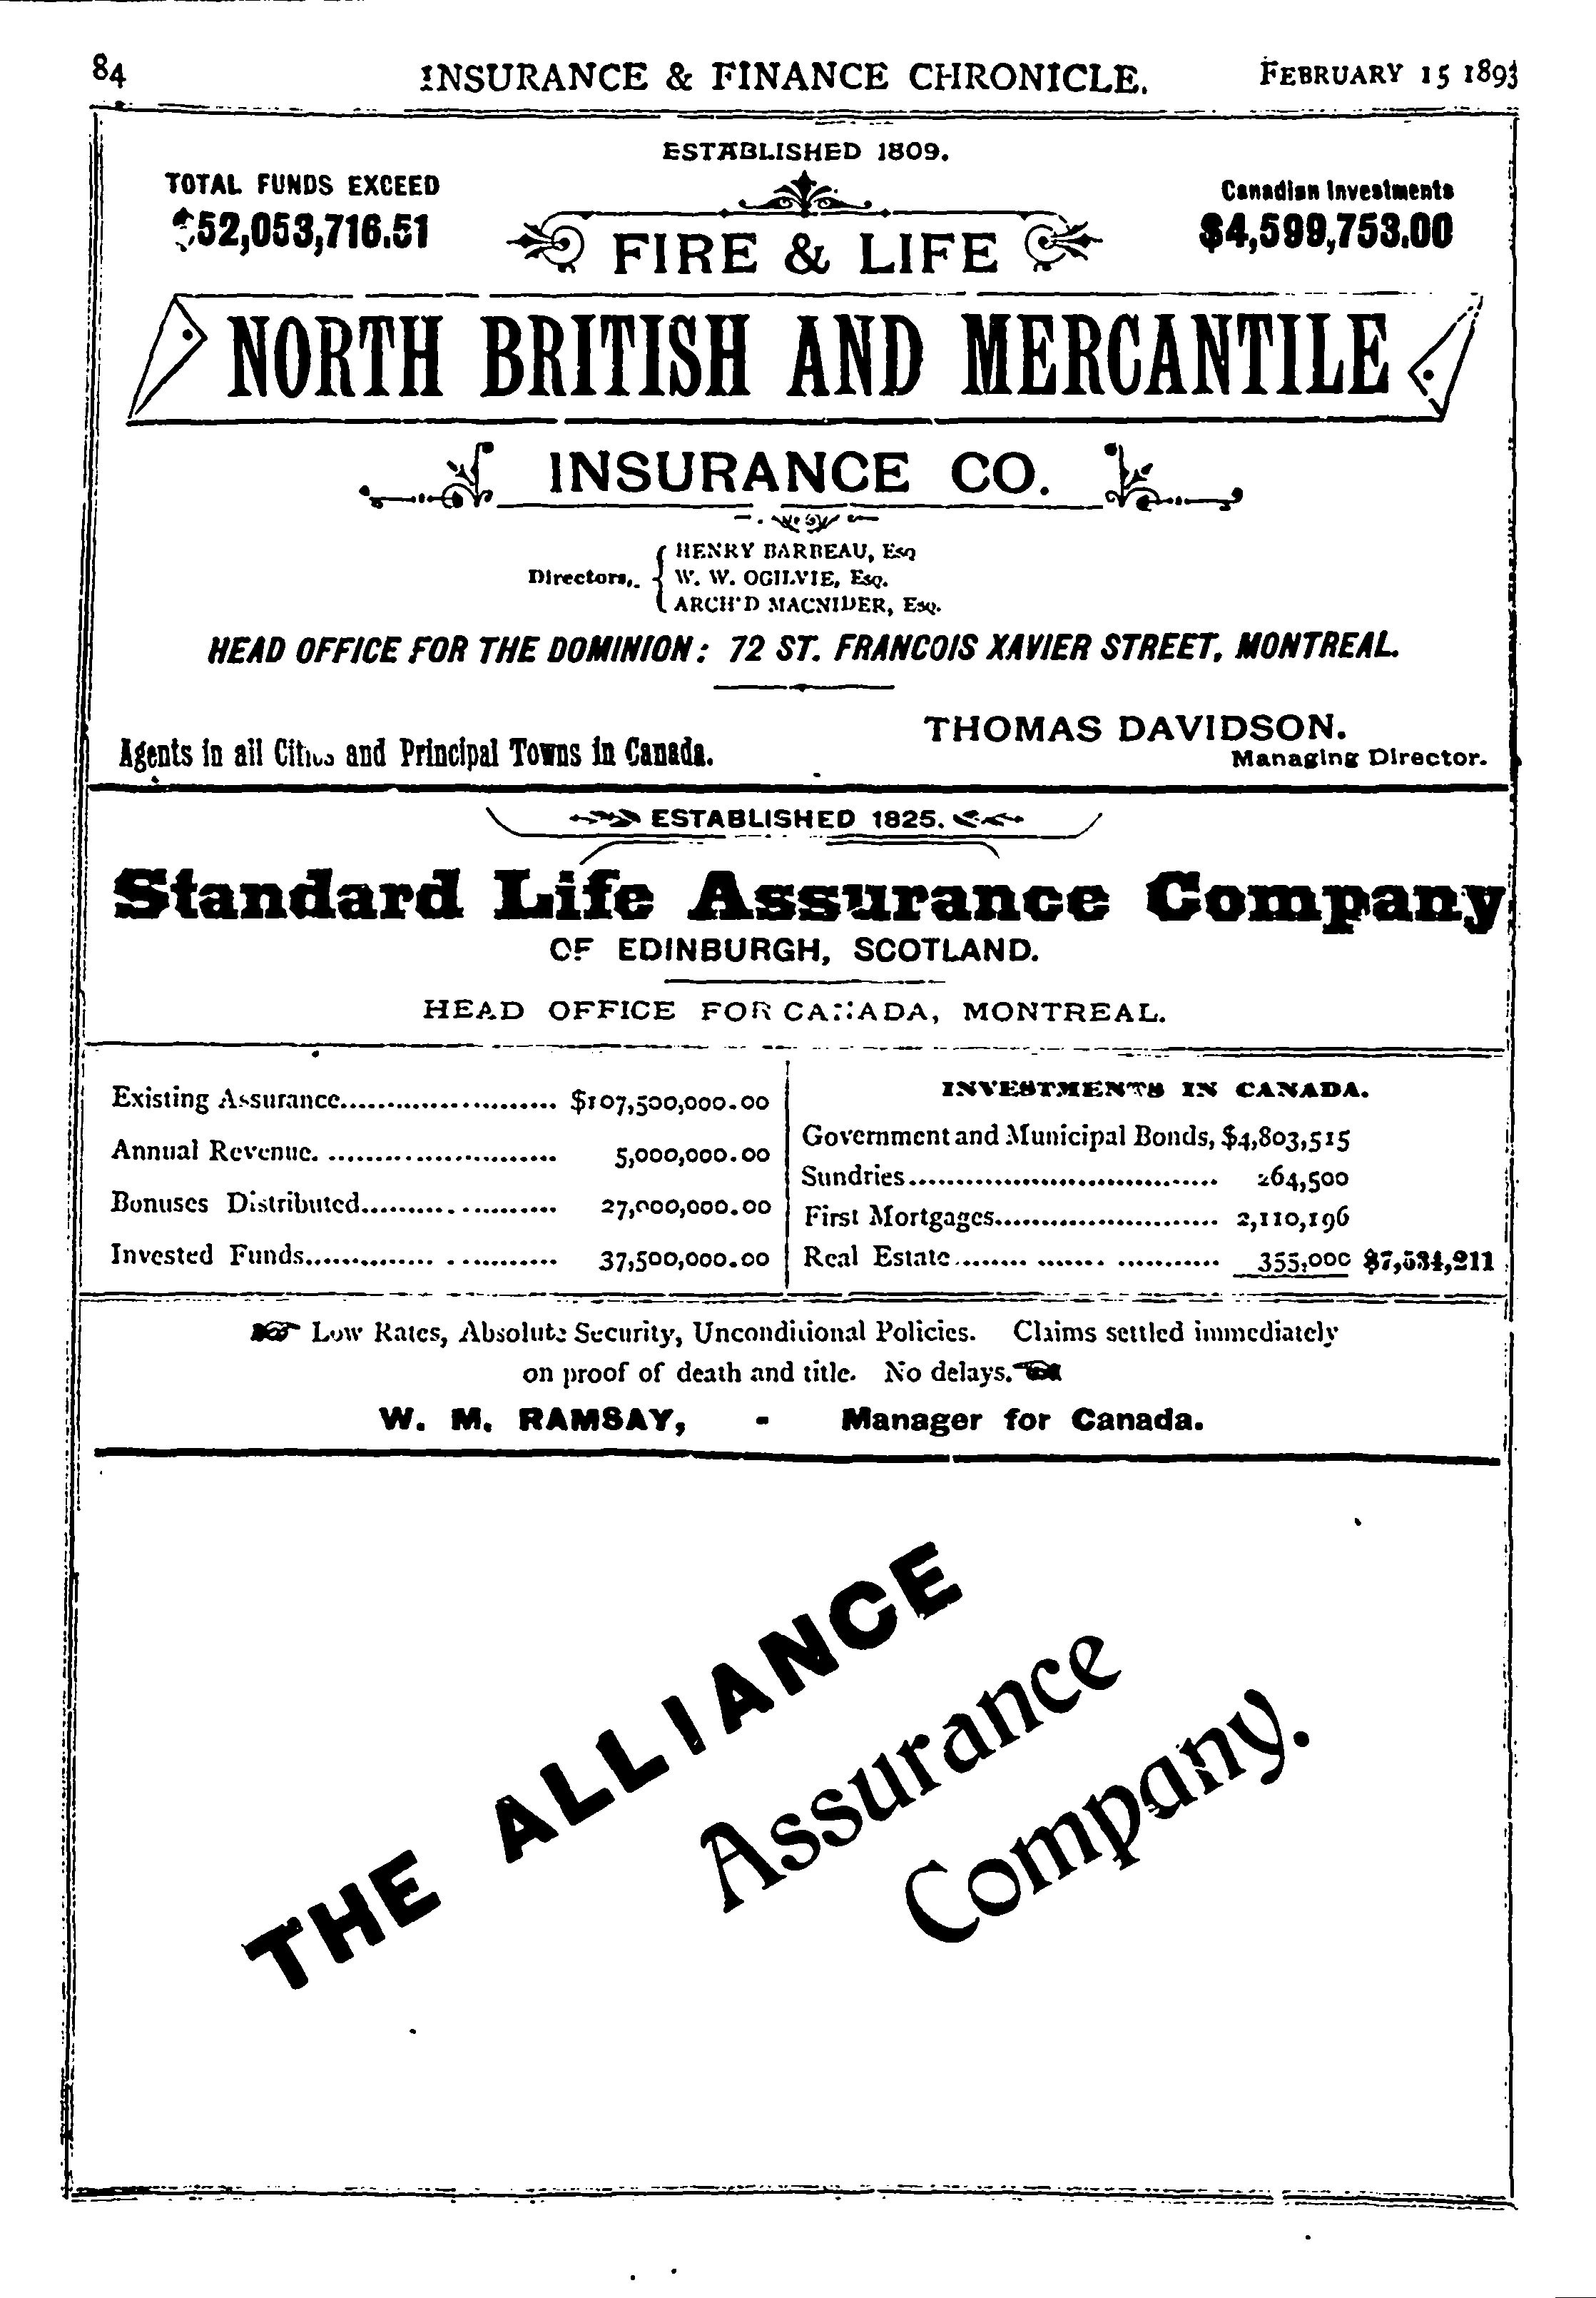 84 INSURANCE & FINANCE CHRONICLE. FEBRUARY 15 1893
ESTABLISHED 1809.
TOTAL FUNDS EXCEED
$52,053,716.51
Canadian Investments
$4,599,753.00
FIRE & LIFE
NORTH BRITISH AND MERCANTILE
INSURANCE CO.
Directors, { HENRY BARBEAU, Esq
W. W. OGILVIE, Esq.
ARCH'D MACNIDER, Esq.
HEAD OFFICE FOR THE DOMINION: 72 ST. FRANCOIS XAVIER STREET, MONTREAL.
THOMAS DAVIDSON.
Managing Director.
Agents in all Cities and Principal Towns in Canada.
ESTABLISHED 1825.
Standard Life Assurance Company
OF EDINBURGH, SCOTLAND.
HEAD OFFICE FOR CANADA, MONTREAL.
Existing Assurance........................ $107,500,000.00
Annual Revenue. ........................ 5,000,000.00
Bonuses Distributed..................... 27,000,000.00
Invested Funds........................... 37,500,000.00
INVESTMENTS IN CANADA.
Government and Municipal Bonds, $4,803,515
Sundries................................. 264,500
First Mortgages........................ 2,110,196
Real Estate............................ 355,000 $7,534,211
☞ Low Rates, Absolute Security, Unconditional Policies. Claims settled immediately
on proof of death and title. No delays. ☜
W. M. RAMSAY, - Manager for Canada.
THE ALLIANCE
Assurance
Company.